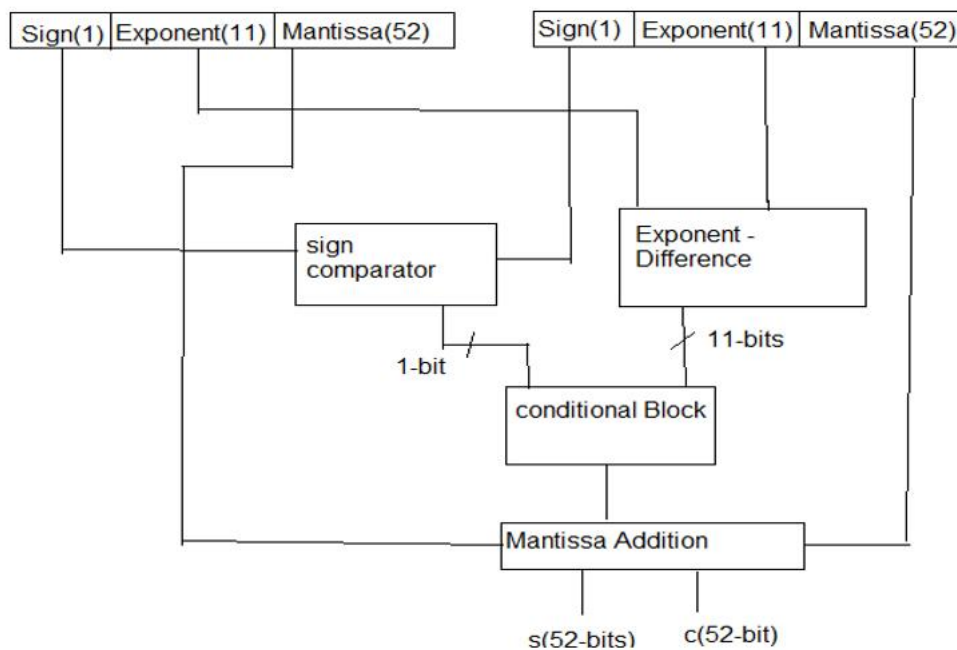 Sign(1) Exponent(11) Mantissa(52)
Sign(1) Exponent(11) Mantissa(52)
sign
comparator
Exponent -
Difference
1-bit
11-bits
conditional Block
Mantissa Addition
s(52-bits)
c(52-bit)